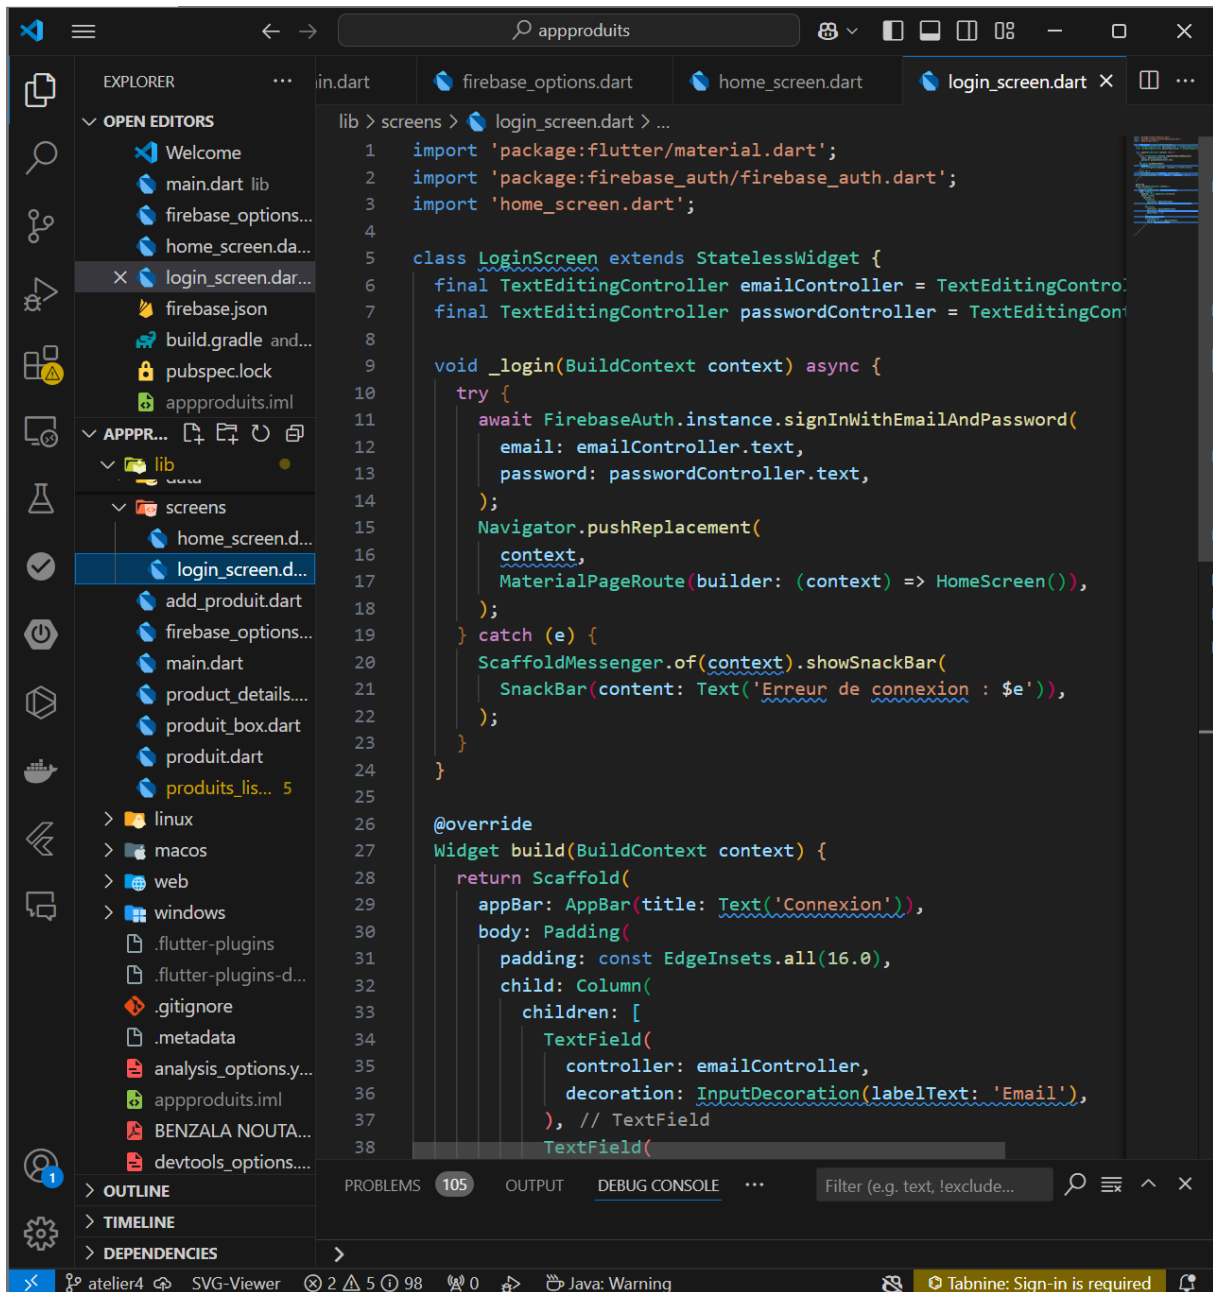 appproduits
EXPLORER
in.dart
firebase_options.dart
home_screen.dart
login_screen.dart
OPEN EDITORS
Welcome
main.dart lib
firebase_options...
home_screen.da...
login_screen.dar...
firebase.json
build.gradle and...
pubspec.lock
appproduits.iml
APPPR...
lib
data
screens
home_screen.d...
login_screen.d...
add_produit.dart
firebase_options...
main.dart
product_details....
produit_box.dart
produit.dart
produits_lis... 5
linux
macos
web
windows
.flutter-plugins
.flutter-plugins-d...
.gitignore
.metadata
analysis_options.y...
appproduits.iml
BENZALA NOUTA...
devtools_options....
OUTLINE
TIMELINE
DEPENDENCIES
1
lib > screens > login_screen.dart > ...
1 import 'package:flutter/material.dart';
2 import 'package:firebase_auth/firebase_auth.dart';
3 import 'home_screen.dart';
4
5 class LoginScreen extends StatelessWidget {
6 final TextEditingController emailController = TextEditingControl
7 final TextEditingController passwordController = TextEditingCont
8
9 void _login(BuildContext context) async {
10 try {
11 await FirebaseAuth.instance.signInWithEmailAndPassword(
12 email: emailController.text,
13 password: passwordController.text,
14 );
15 Navigator.pushReplacement(
16 context,
17 MaterialPageRoute(builder: (context) => HomeScreen()),
18 );
19 } catch (e) {
20 ScaffoldMessenger.of(context).showSnackBar(
21 SnackBar(content: Text('Erreur de connexion : $e')),
22 );
23 }
24 }
25
26 @override
27 Widget build(BuildContext context) {
28 return Scaffold(
29 appBar: AppBar(title: Text('Connexion')),
30 body: Padding(
31 padding: const EdgeInsets.all(16.0),
32 child: Column(
33 children: [
34 TextField(
35 controller: emailController,
36 decoration: InputDecoration(labelText: 'Email'),
37 ), // TextField
38 TextField(
PROBLEMS 105 OUTPUT DEBUG CONSOLE ... Filter (e.g. text, !exclude...
>
atelier4 SVG-Viewer 2 5 98 0 Java: Warning Tabnine: Sign-in is required